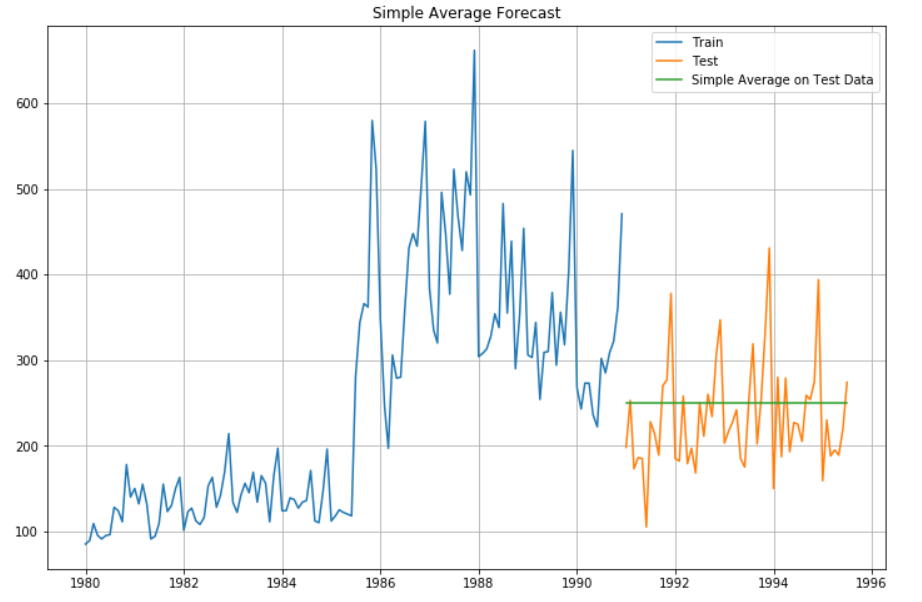 Simple Average Forecast
Train
Test
Simple Average on Test Data
600
500
400
300
200
100
1980 1982 1984 1986 1988 1990 1992 1994 1996